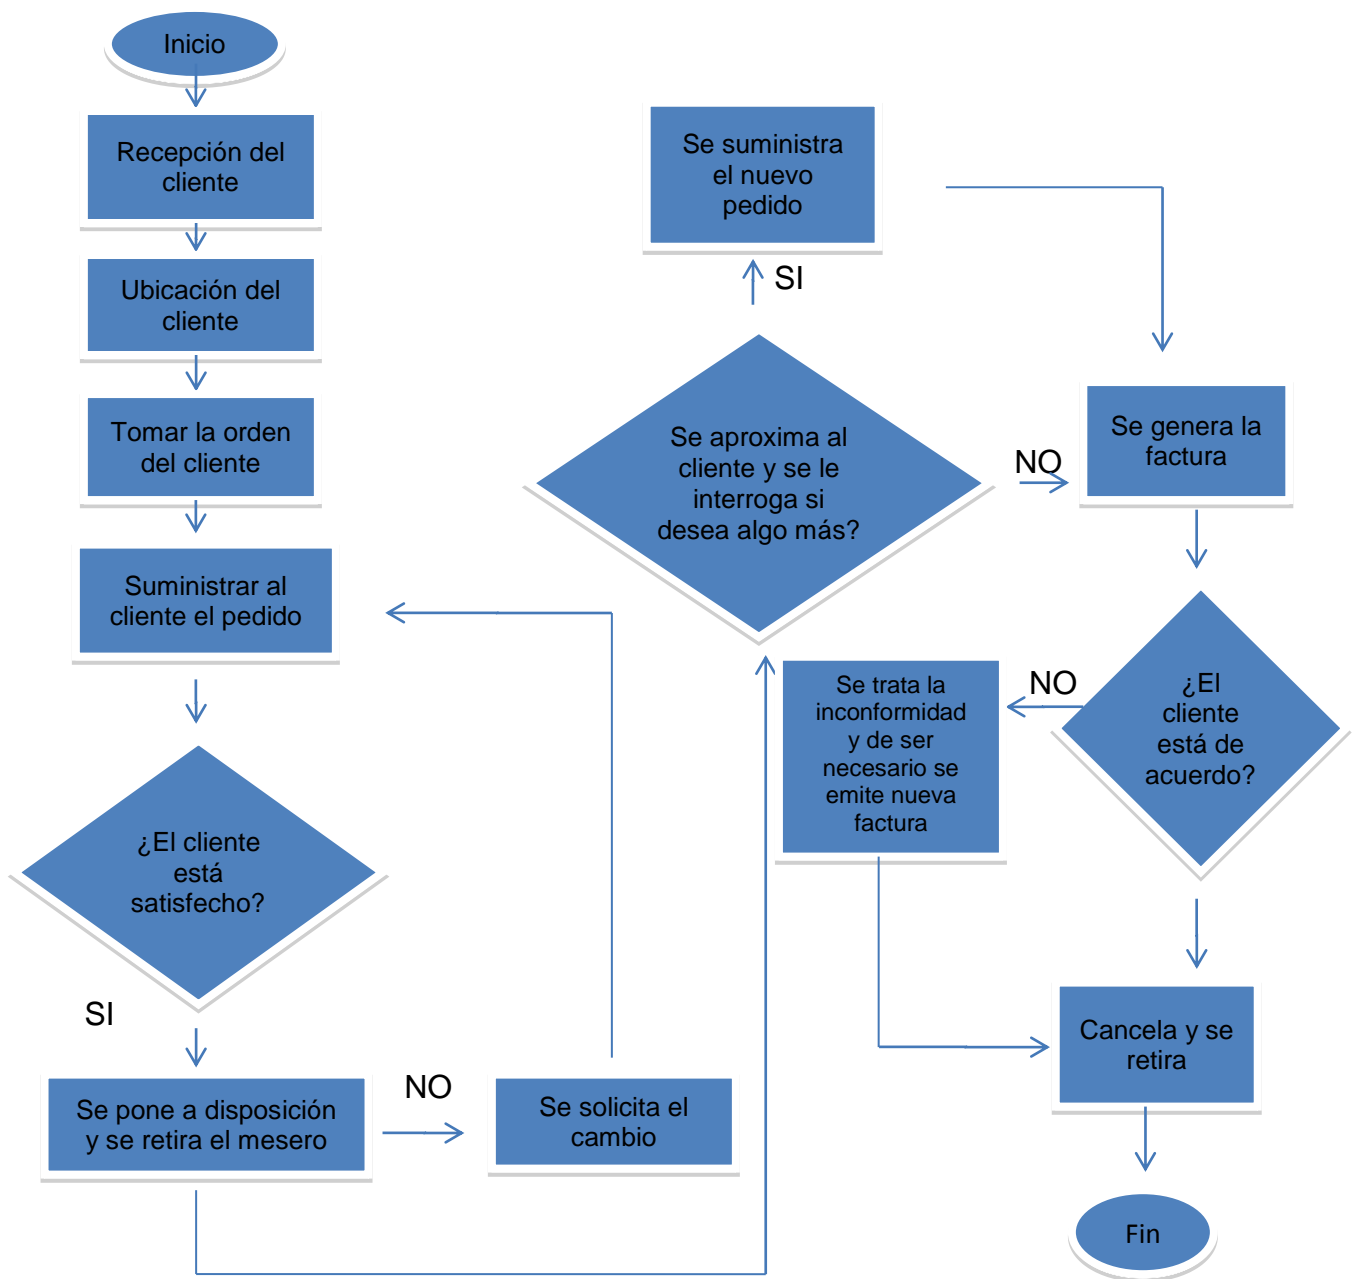 Inicio
Recepción del
cliente
Ubicación del
cliente
Tomar la orden
del cliente
Suministrar al
cliente el pedido
¿El cliente
está
satisfecho?
SI
Se pone a disposición
y se retira el mesero
NO
Se solicita el
cambio
Se suministra
el nuevo
pedido
SI
Se aproxima al
cliente y se le
interroga si
desea algo más?
NO
Se genera la
factura
¿El
cliente
está de
acuerdo?
NO
Se trata la
inconformidad
y de ser
necesario se
emite nueva
factura
Cancela y se
retira
Fin